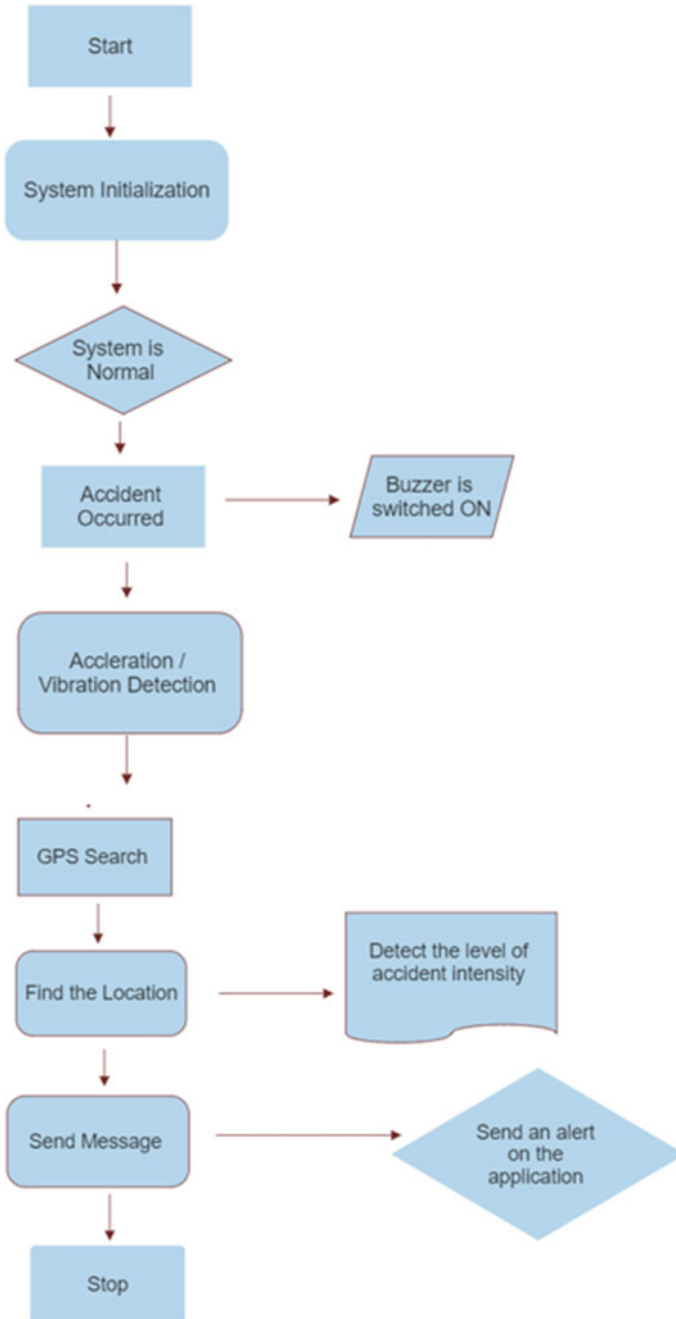 Start
System Initialization
System is
Normal
Accident
Occurred
Buzzer is
switched ON
Accleration /
Vibration Detection
GPS Search
Find the Location
Detect the level of
accident intensity
Send Message
Send an alert
on the
application
Stop